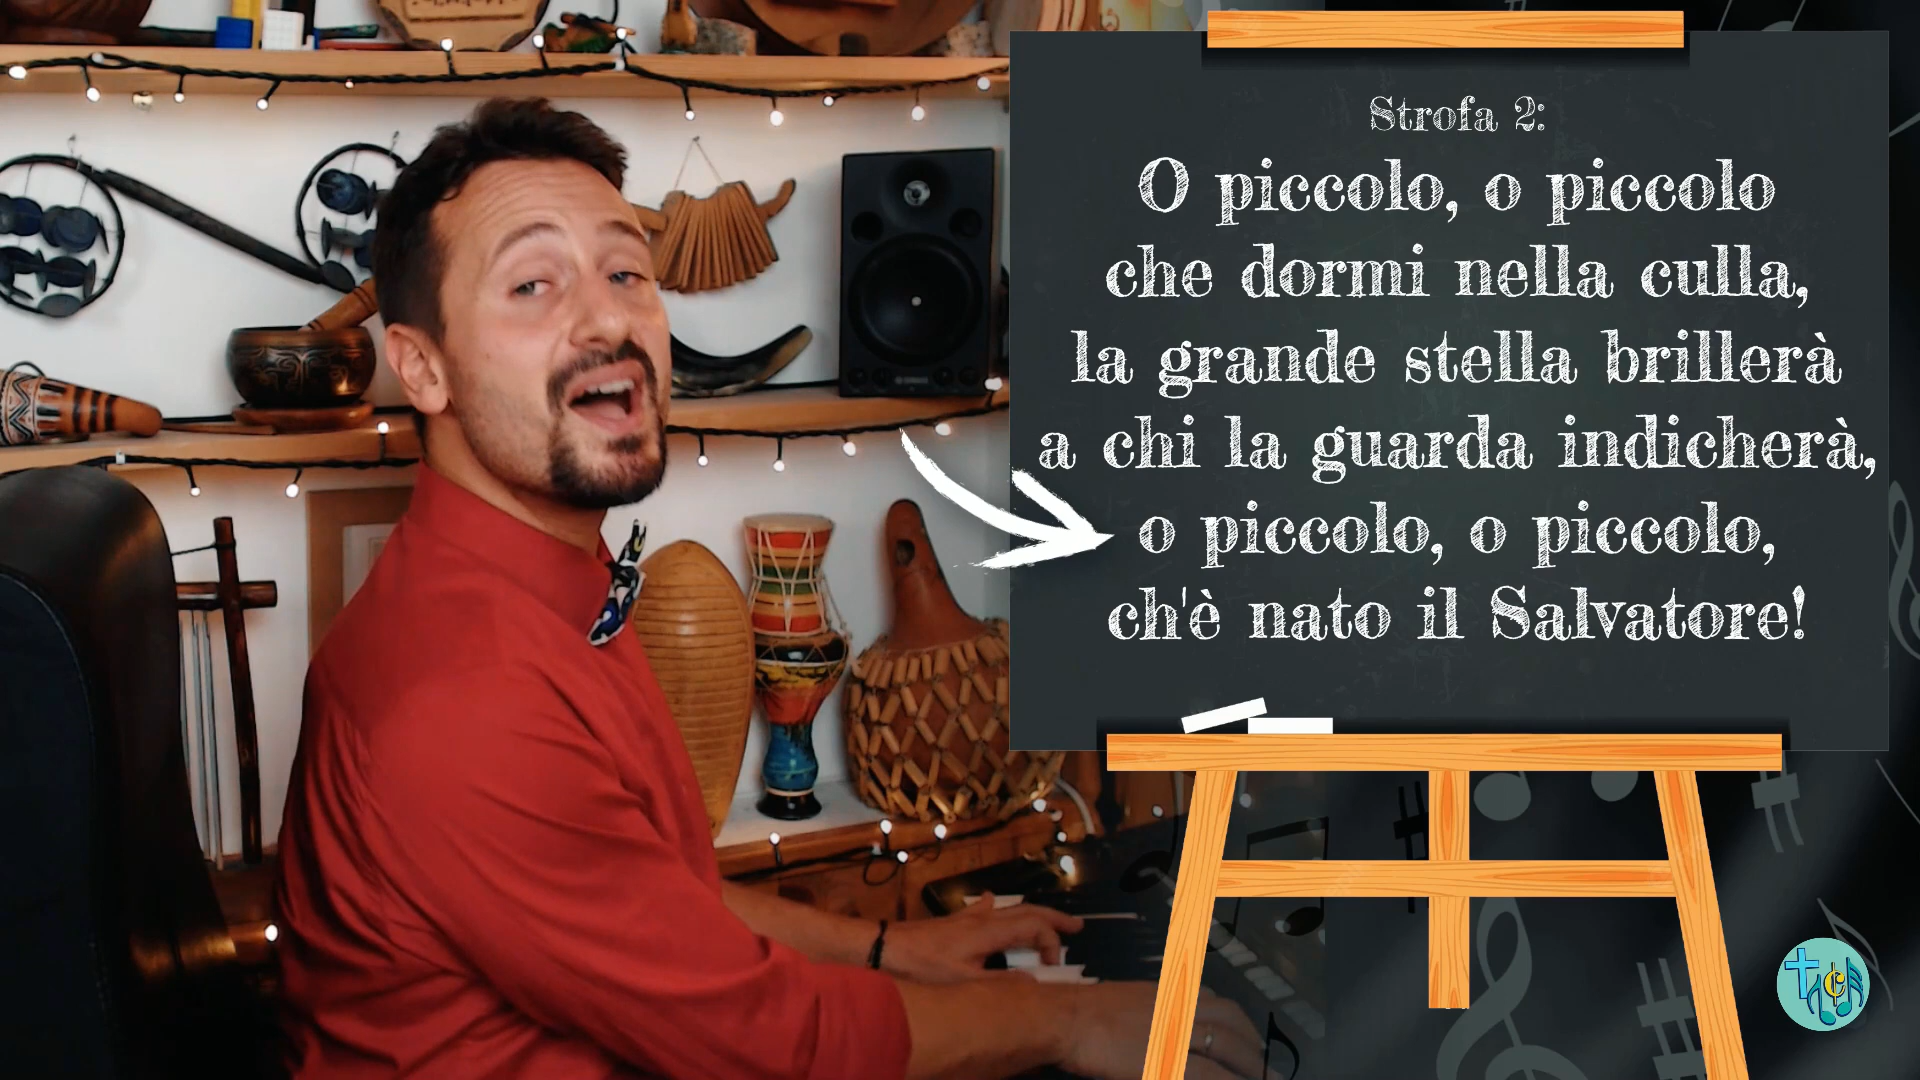 Strofa 2:
O piccolo, o piccolo
che dormi nella culla,
la grande stella brillerà
a chi la guarda indicherà,
o piccolo, o piccolo,
ch'è nato il Salvatore!